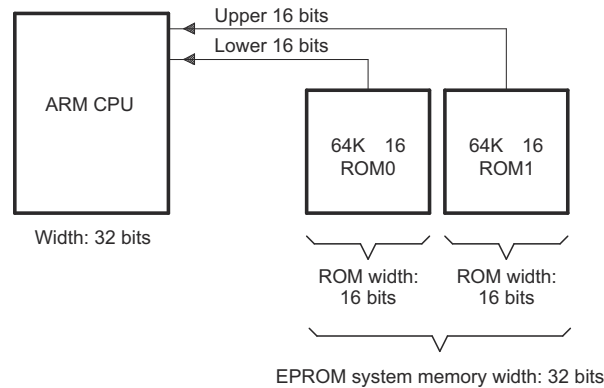 Upper 16 bits
Lower 16 bits
ARM CPU
64K 16
ROM0
64K 16
ROM1
Width: 32 bits
ROM width:
16 bits
ROM width:
16 bits
EPROM system memory width: 32 bits